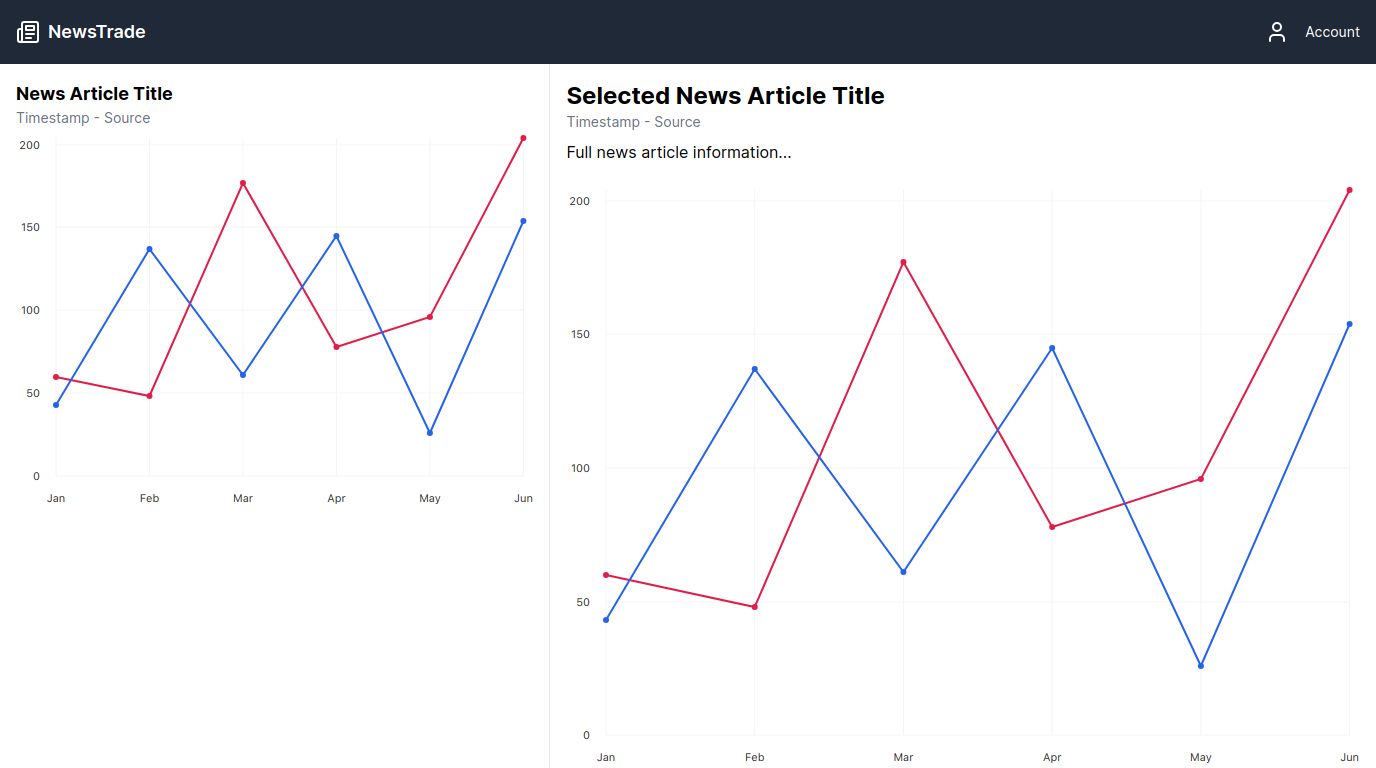 NewsTrade
Account
News Article Title
Timestamp - Source
200
150
100
50
0
Jan Feb Mar Apr May Jun
Selected News Article Title
Timestamp - Source
Full news article information...
200
150
100
50
0
Jan Feb Mar Apr May Jun